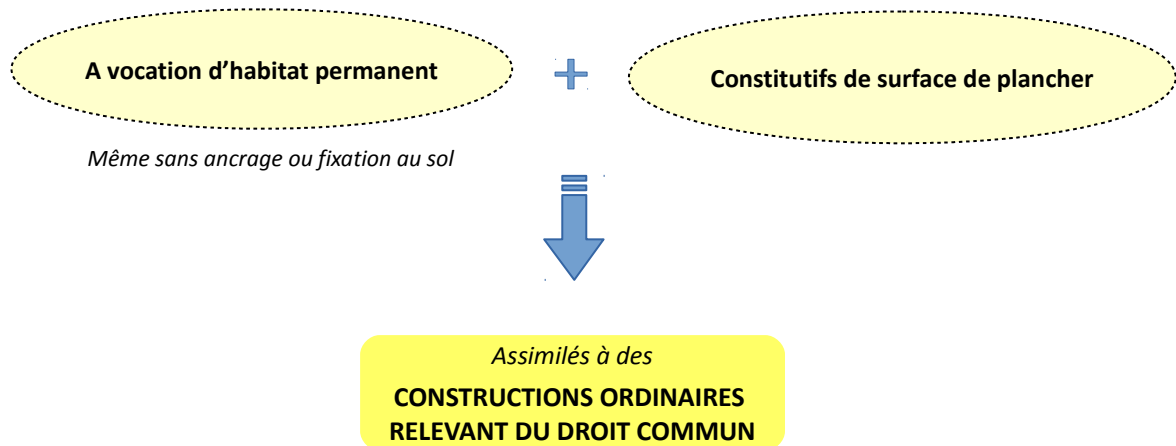 A vocation d’habitat permanent
Constitutifs de surface de plancher
Même sans ancrage ou fixation au sol
Assimilés à des
CONSTRUCTIONS ORDINAIRES
RELEVANT DU DROIT COMMUN